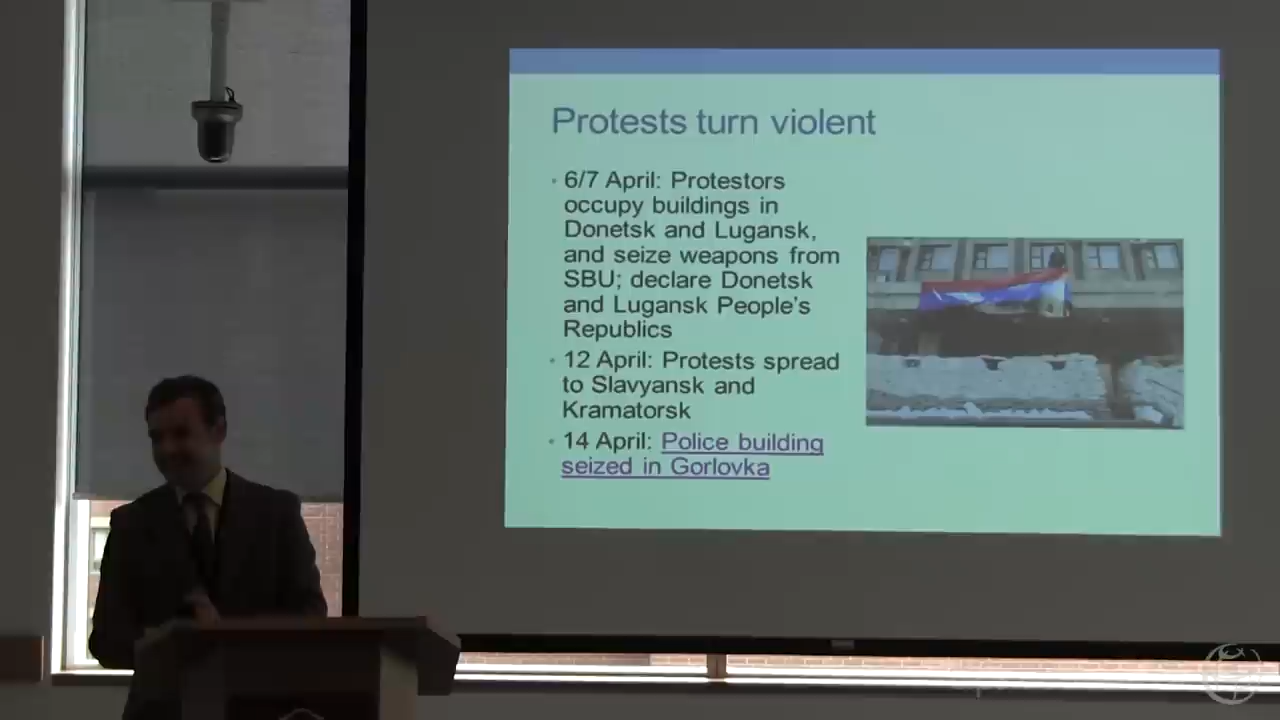 Protests turn violent
· 6/7 April: Protestors
occupy buildings in
Donetsk and Lugansk,
and seize weapons from
SBU; declare Donetsk
and Lugansk People's
Republics
· 12 April: Protests spread
to Slavyansk and
Kramatorsk
· 14 April: Police building
seized in Gorlovka